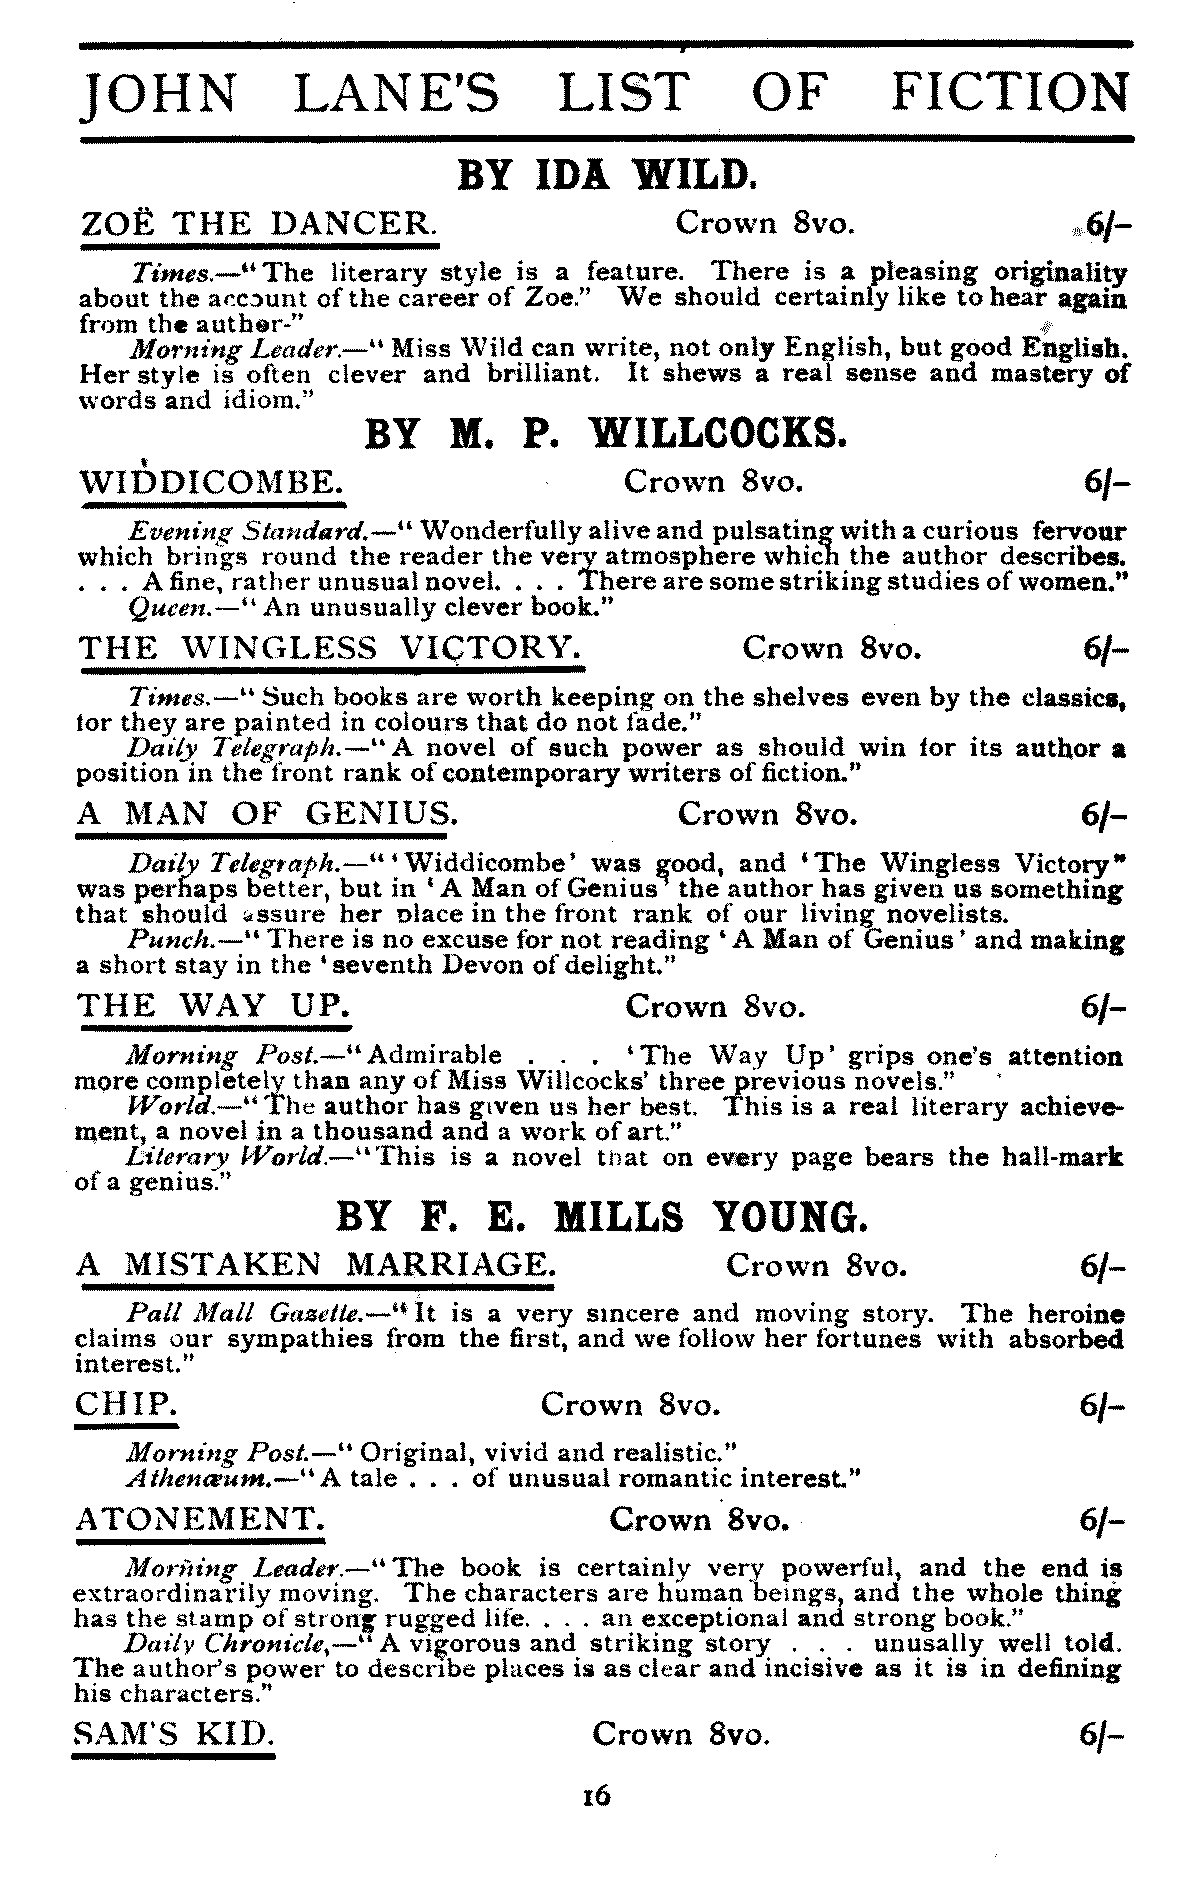 JOHN LANE'S LIST OF FICTION
BY IDA WILD.
ZOË THE DANCER. Crown 8vo. 6/–
Times.—“The literary style is a feature. There is a pleasing originality
about the account of the career of Zoe.” We should certainly like to hear again
from the author-”
Morning Leader.—“Miss Wild can write, not only English, but good English.
Her style is often clever and brilliant. It shews a real sense and mastery of
words and idiom.”
BY M. P. WILLCOCKS.
WIDDICOMBE. Crown 8vo. 6/–
Evening Standard.—“Wonderfully alive and pulsating with a curious fervour
which brings round the reader the very atmosphere which the author describes.
. . . A fine, rather unusual novel. . . . There are some striking studies of women.”
Queen.—“An unusually clever book.”
THE WINGLESS VICTORY. Crown 8vo. 6/–
Times.—“Such books are worth keeping on the shelves even by the classics,
for they are painted in colours that do not fade.”
Daily Telegraph.—“A novel of such power as should win for its author a
position in the front rank of contemporary writers of fiction.”
A MAN OF GENIUS. Crown 8vo. 6/–
Daily Telegraph.—“‘Widdicombe’ was good, and ‘The Wingless Victory”
was perhaps better, but in ‘A Man of Genius’ the author has given us something
that should assure her place in the front rank of our living novelists.
Punch.—“There is no excuse for not reading ‘A Man of Genius’ and making
a short stay in the ‘seventh Devon of delight.”
THE WAY UP. Crown 8vo. 6/–
Morning Post.—“Admirable . . . ‘The Way Up’ grips one's attention
more completely than any of Miss Willcocks' three previous novels.”
World.—“The author has given us her best. This is a real literary achieve-
ment, a novel in a thousand and a work of art.”
Literary World.—“This is a novel that on every page bears the hall-mark
of a genius.”
BY F. E. MILLS YOUNG.
A MISTAKEN MARRIAGE. Crown 8vo. 6/–
Pall Mall Gazette.—“It is a very sincere and moving story. The heroine
claims our sympathies from the first, and we follow her fortunes with absorbed
interest.”
CHIP. Crown 8vo. 6/–
Morning Post.—“Original, vivid and realistic.”
Athenæum.—“A tale . . . of unusual romantic interest.”
ATONEMENT. Crown 8vo. 6/–
Morning Leader.—“The book is certainly very powerful, and the end is
extraordinarily moving. The characters are human beings, and the whole thing
has the stamp of strong rugged life. . . . an exceptional and strong book.”
Daily Chronicle,—“A vigorous and striking story . . . unusally well told.
The author's power to describe places is as clear and incisive as it is in defining
his characters.”
SAM'S KID. Crown 8vo. 6/–
16